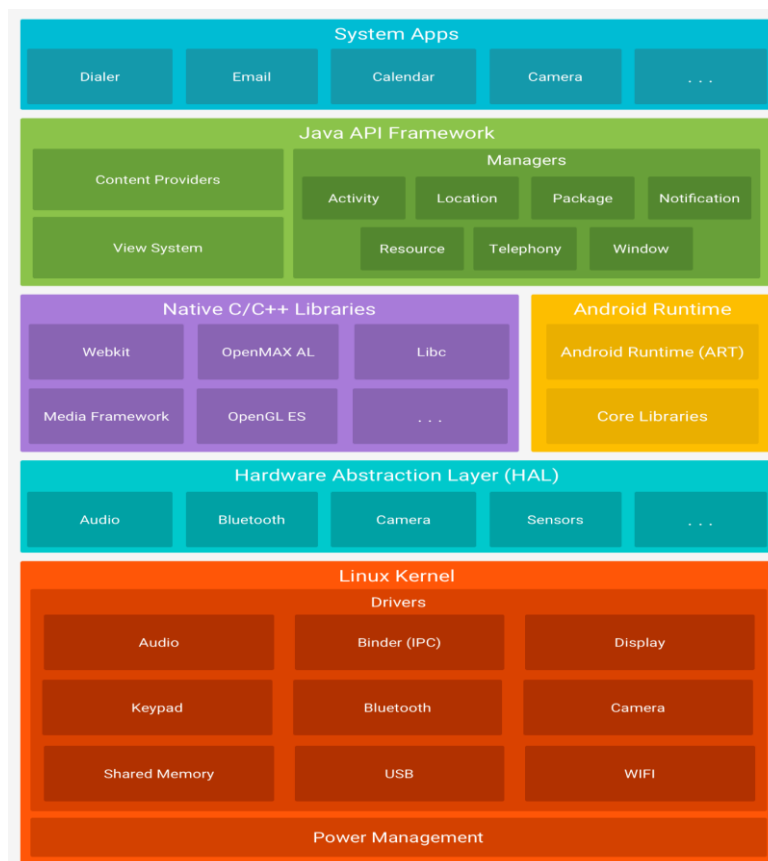 System Apps
Dialer Email Calendar Camera . . .
Java API Framework
Content Providers
View System
Managers
Activity Location Package Notification
Resource Telephony Window
Native C/C++ Libraries
Webkit OpenMAX AL Libc
Media Framework OpenGL ES . . .
Android Runtime
Android Runtime (ART)
Core Libraries
Hardware Abstraction Layer (HAL)
Audio Bluetooth Camera Sensors . . .
Linux Kernel
Drivers
Audio Binder (IPC) Display
Keypad Bluetooth Camera
Shared Memory USB WIFI
Power Management